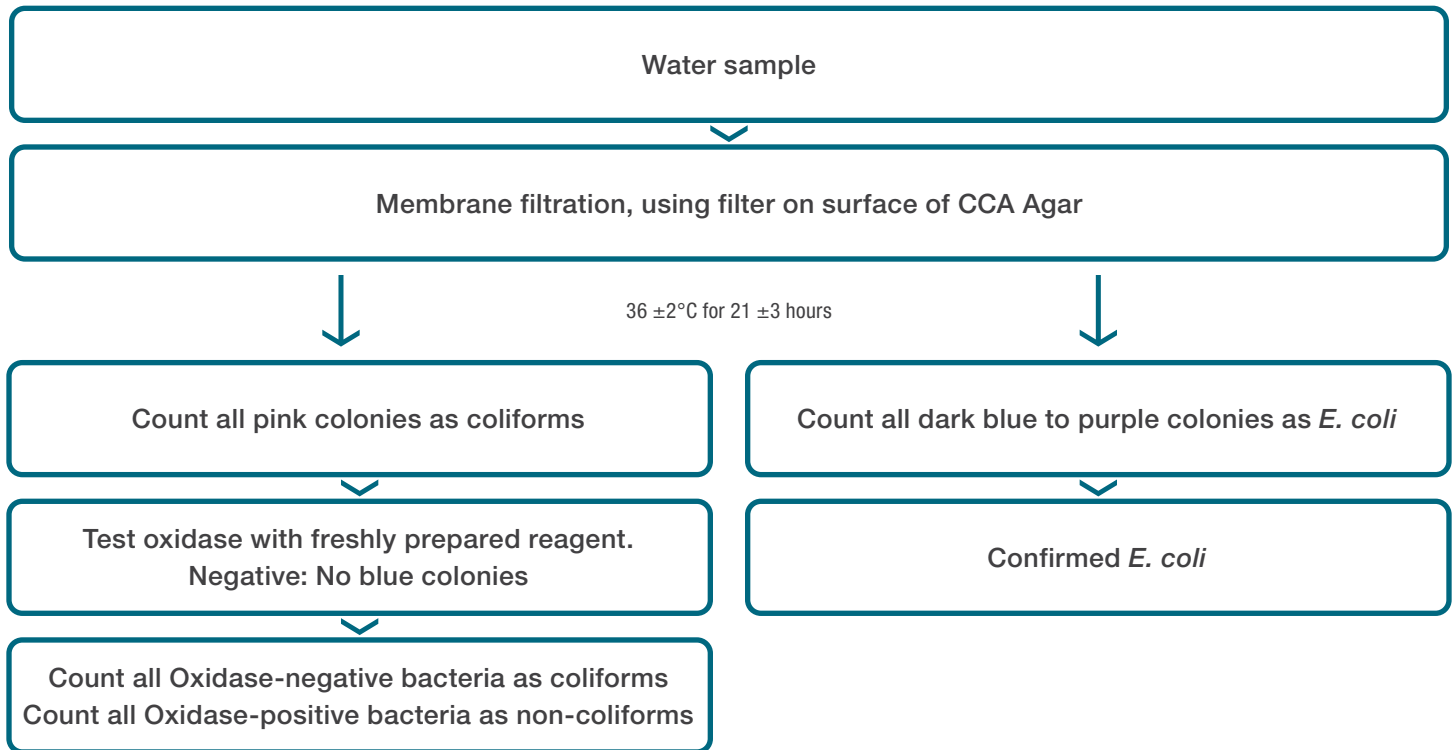 Water sample
Membrane filtration, using filter on surface of CCA Agar
36 ±2°C for 21 ±3 hours
Count all pink colonies as coliforms
Count all dark blue to purple colonies as E. coli
Test oxidase with freshly prepared reagent.
Negative: No blue colonies
Confirmed E. coli
Count all Oxidase-negative bacteria as coliforms
Count all Oxidase-positive bacteria as non-coliforms